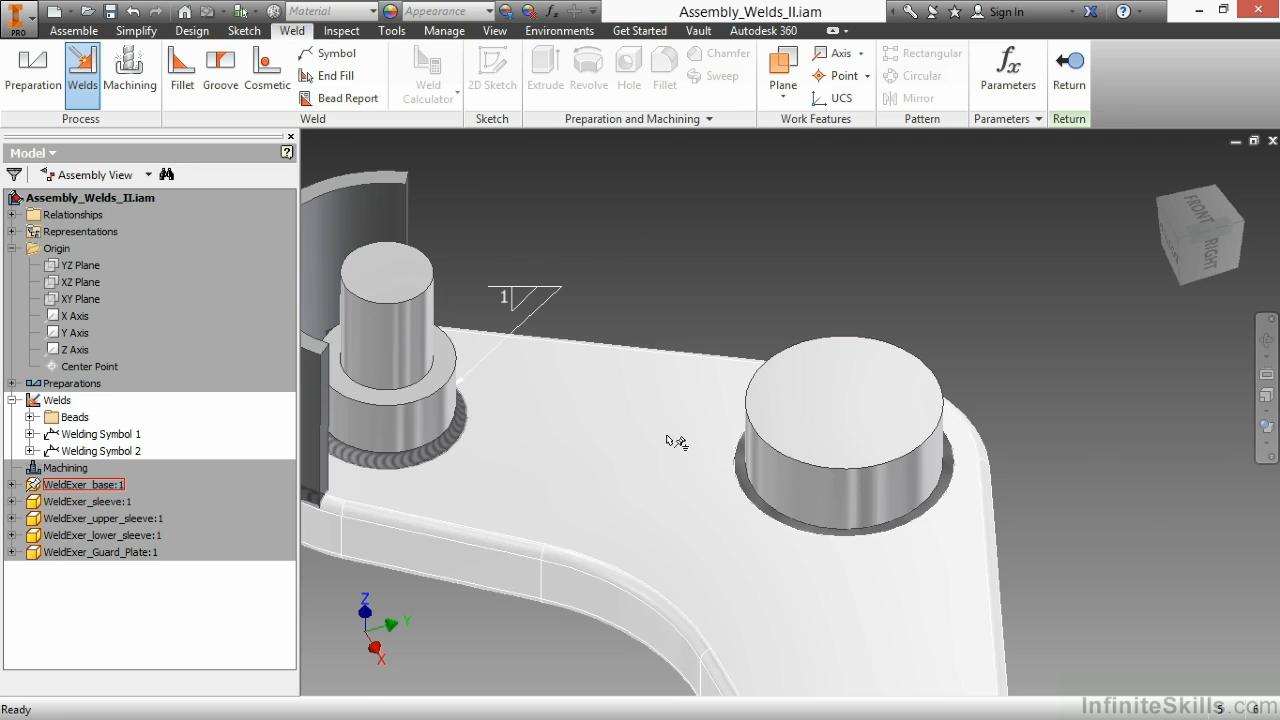 Material
Appearance
Assembly_Welds_II.iam
Sign In
PRO
Assemble Simplify Design Sketch Weld Inspect Tools Manage View Environments Get Started Vault Autodesk 360
Preparation Welds Machining
Fillet Groove Cosmetic
Symbol
End Fill
Bead Report
Weld Calculator
2D Sketch
Extrude Revolve Hole Fillet
Chamfer
Sweep
Plane
Axis
Point
UCS
Rectangular
Circular
Mirror
fx
Parameters
Return
Process Weld Sketch Preparation and Machining Work Features Pattern Parameters Return
Model
Assembly View
Assembly_Welds_II.iam
Relationships
Representations
Origin
YZ Plane
XZ Plane
XY Plane
X Axis
Y Axis
Z Axis
Center Point
Preparations
Welds
Beads
Welding Symbol 1
Welding Symbol 2
Machining
WeldExer_base:1
WeldExer_sleeve:1
WeldExer_upper_sleeve:1
WeldExer_lower_sleeve:1
WeldExer_Guard_Plate:1
1
FRONT
RIGHT
Z
Y
X
Ready
5 6
InfiniteSkills.com